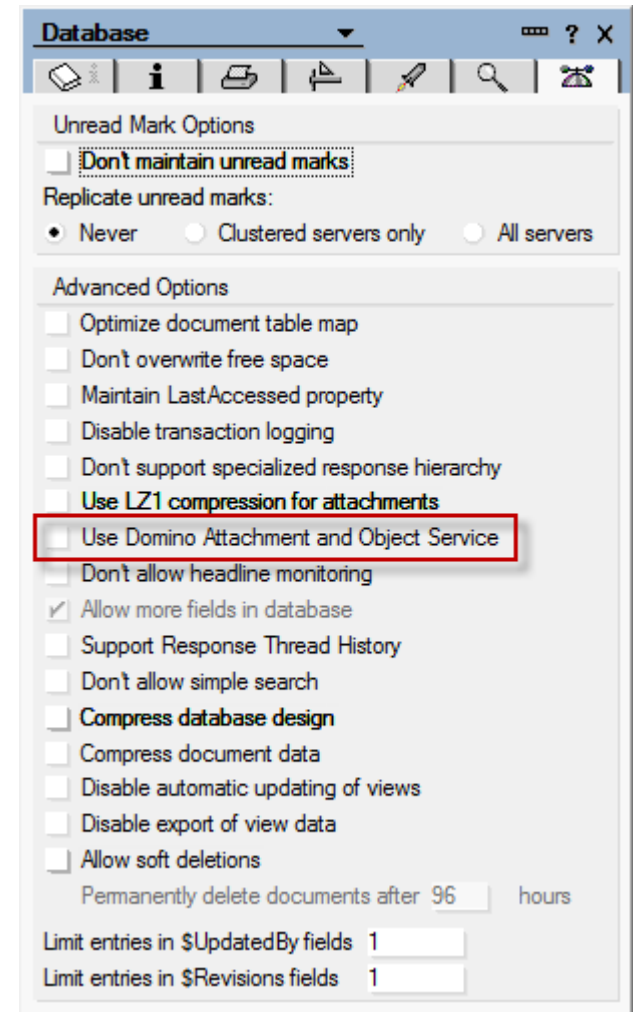 Database ?
i i
Unread Mark Options
Don't maintain unread marks
Replicate unread marks:
Never Clustered servers only All servers
Advanced Options
Optimize document table map
Don't overwrite free space
Maintain LastAccessed property
Disable transaction logging
Don't support specialized response hierarchy
Use LZ1 compression for attachments
Use Domino Attachment and Object Service
Don't allow headline monitoring
Allow more fields in database
Support Response Thread History
Don't allow simple search
Compress database design
Compress document data
Disable automatic updating of views
Disable export of view data
Allow soft deletions
Permanently delete documents after 96 hours
Limit entries in $UpdatedBy fields 1
Limit entries in $Revisions fields 1